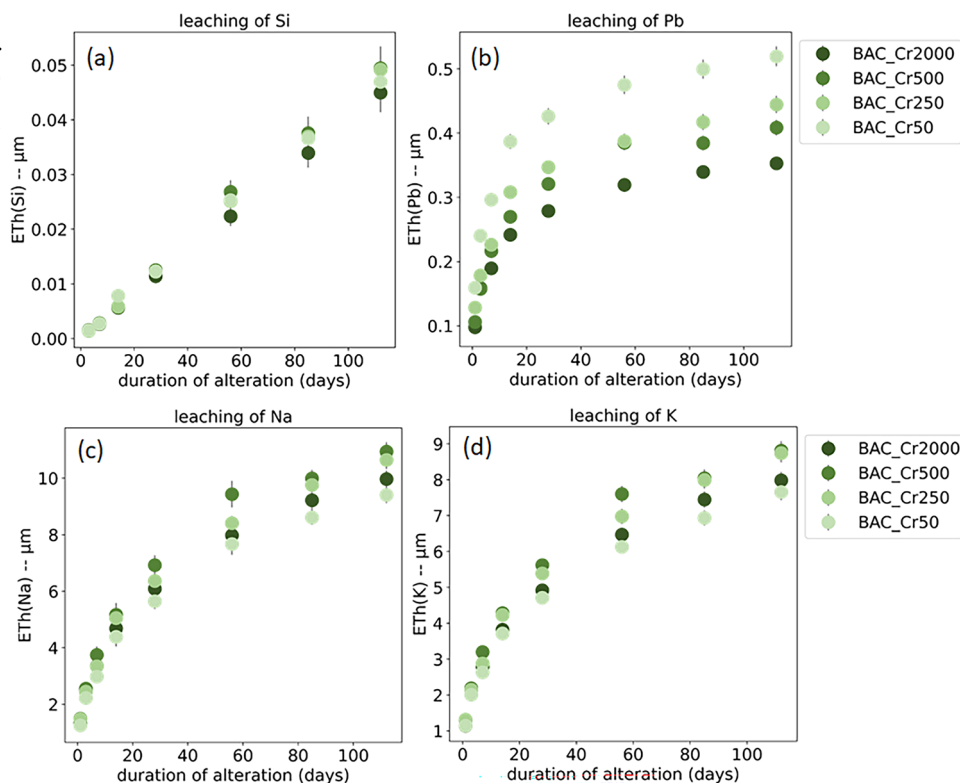 leaching of Si
(a)
ETh(Si) -- µm
0.05
0.04
0.03
0.02
0.01
0.00
0 20 40 60 80 100
duration of alteration (days)
leaching of Pb
(b)
ETh(Pb) -- µm
0.5
0.4
0.3
0.2
0.1
0 20 40 60 80 100
duration of alteration (days)
BAC_Cr2000
BAC_Cr500
BAC_Cr250
BAC_Cr50
leaching of Na
(c)
ETh(Na) -- µm
10
8
6
4
2
0 20 40 60 80 100
duration of alteration (days)
leaching of K
(d)
ETh(K) -- µm
9
8
7
6
5
4
3
2
1
0 20 40 60 80 100
duration of alteration (days)
BAC_Cr2000
BAC_Cr500
BAC_Cr250
BAC_Cr50